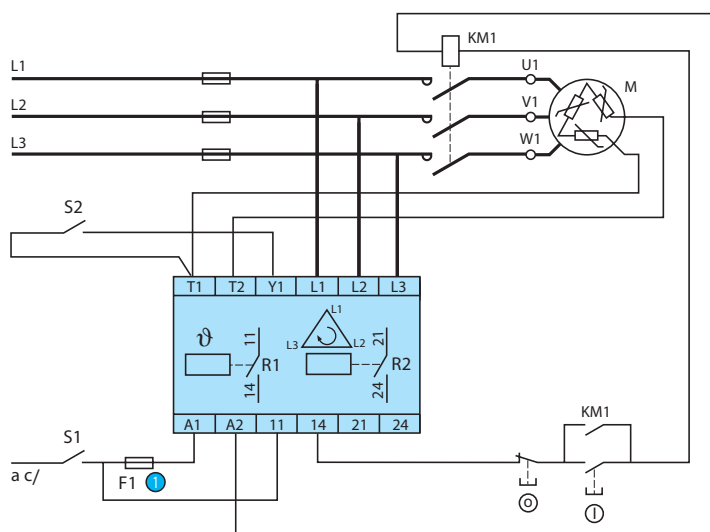 KM1
L1
U1
M
L2
V1
L3
W1
S2
T1 T2 Y1 L1 L2 L3
ϑ
11
14
R1
L1
L3
L2
21
24
R2
A1 A2 11 14 21 24
S1
a c/
F1 1
KM1
O
I